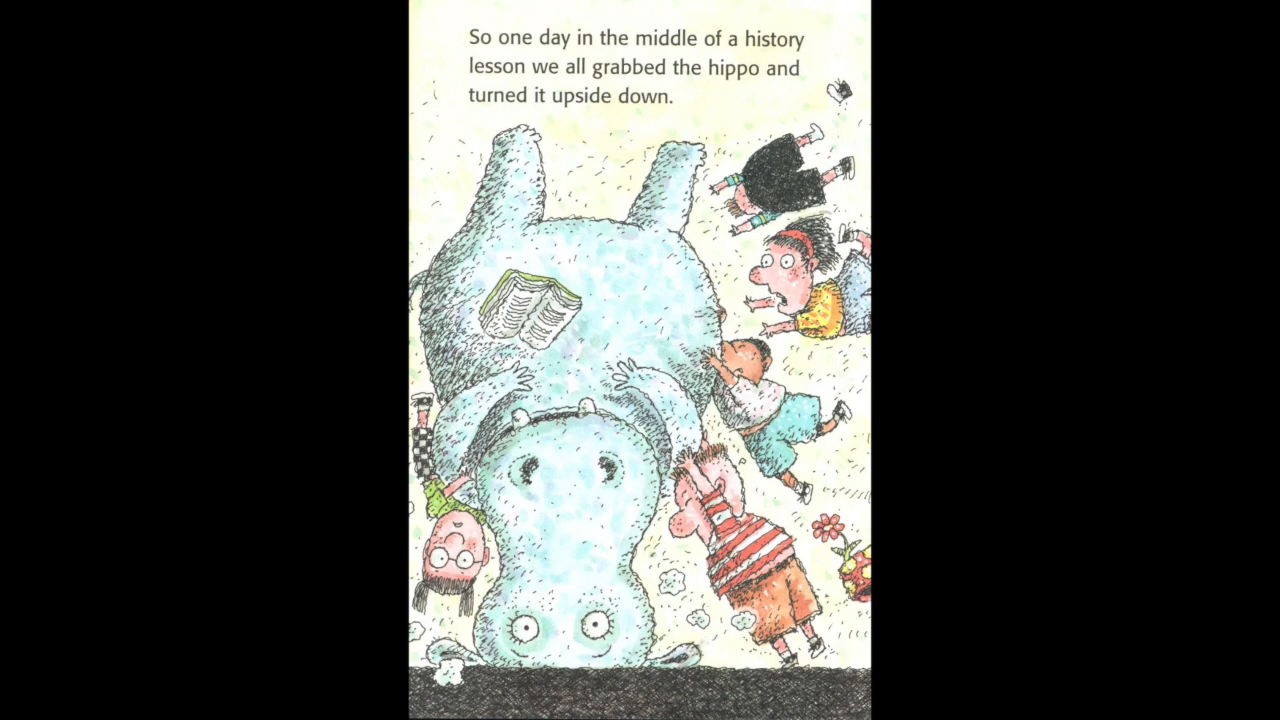 So one day in the middle of a history
lesson we all grabbed the hippo and
turned it upside down.